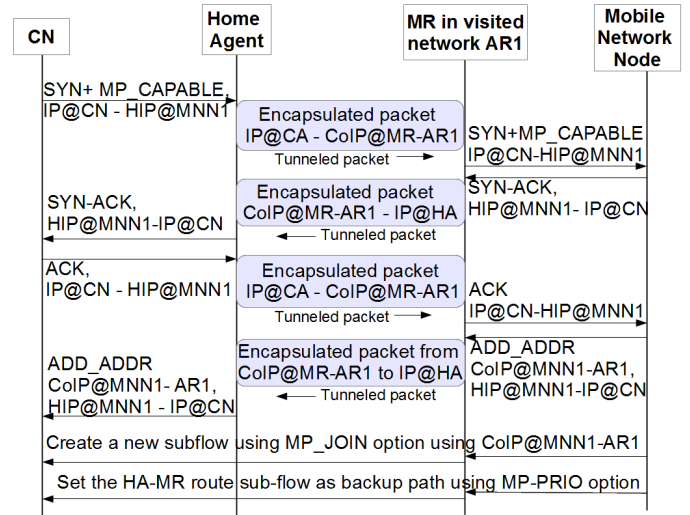 CN
Home
Agent
MR in visited
network AR1
Mobile
Network
Node
SYN+ MP_CAPABLE,
IP@CN - HIP@MNN1
Encapsulated packet
IP@CA - CoIP@MR-AR1
Tunneled packet
SYN+MP_CAPABLE
IP@CN-HIP@MNN1
SYN-ACK,
HIP@MNN1- IP@CN
Encapsulated packet
CoIP@MR-AR1 - IP@HA
Tunneled packet
SYN-ACK,
HIP@MNN1-IP@CN
ACK,
IP@CN - HIP@MNN1
Encapsulated packet
IP@CA - CoIP@MR-AR1
Tunneled packet
ACK
IP@CN-HIP@MNN1
ADD_ADDR
CoIP@MNN1-AR1,
HIP@MNN1-IP@CN
Encapsulated packet from
CoIP@MR-AR1 to IP@HA
Tunneled packet
ADD_ADDR
CoIP@MNN1- AR1,
HIP@MNN1 - IP@CN
Create a new subflow using MP_JOIN option using CoIP@MNN1-AR1
Set the HA-MR route sub-flow as backup path using MP-PRIO option